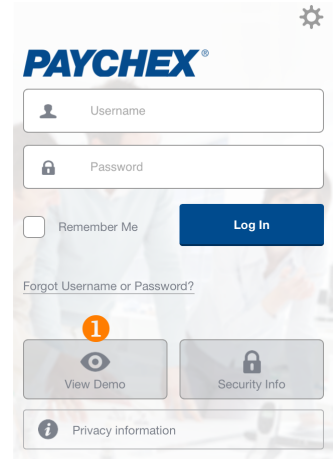 PAYCHEX®
Username
Password
Remember Me
Log In
Forgot Username or Password?
1
View Demo
Security Info
i Privacy information